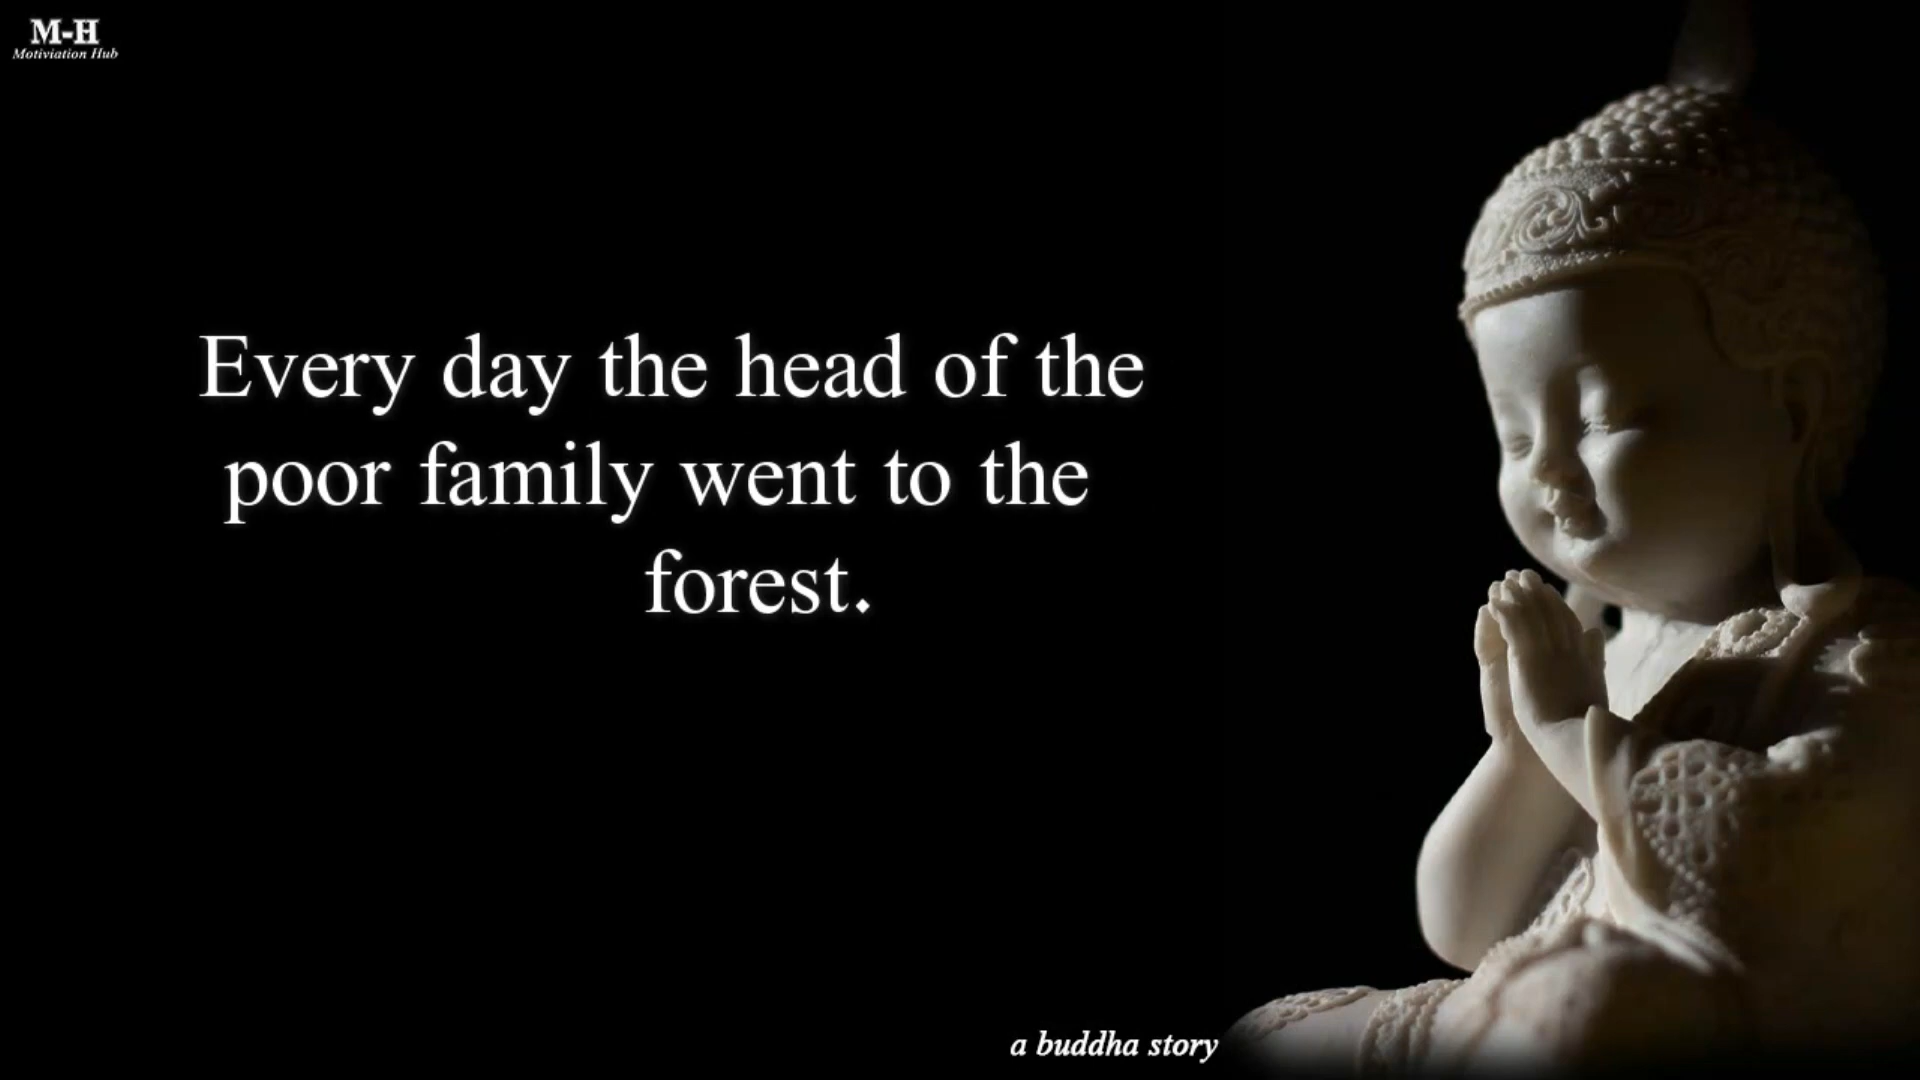 M-H
Motiviation Hub
Every day the head of the
poor family went to the
forest.
a buddha story